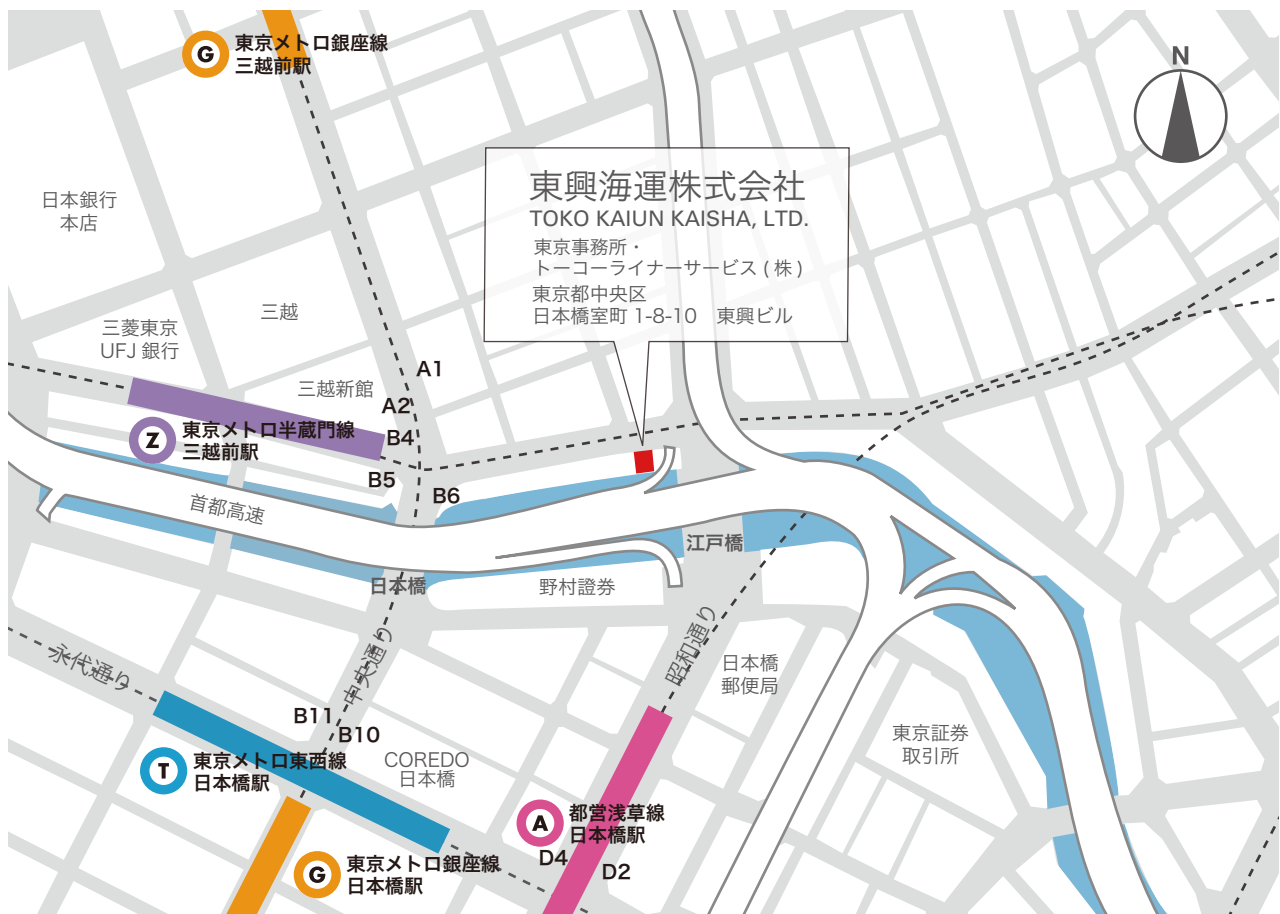 G
東京メトロ銀座線
三越前駅
N
東興海運株式会社
TOKO KAIUN KAISHA, LTD.
東京事務所・
トーコーライナーサービス ( 株 )
東京都中央区
日本橋室町 1-8-10　東興ビル
日本銀行
本店
三越
三菱東京
UFJ 銀行
三越新館
A1
A2
B4
Z
東京メトロ半蔵門線
三越前駅
B5
B6
首都高速
江戸橋
日本橋
野村證券
永代通り
中央通り
昭和通り
日本橋
郵便局
B11
B10
東京証券
取引所
T
東京メトロ東西線
日本橋駅
COREDO
日本橋
A
都営浅草線
日本橋駅
D4
D2
G
東京メトロ銀座線
日本橋駅